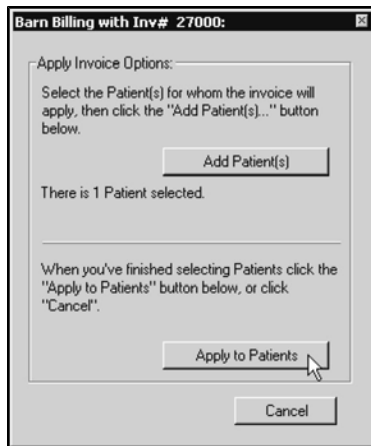 Barn Billing with Inv# 27000:
Apply Invoice Options:
Select the Patient(s) for whom the invoice will
apply, then click the "Add Patient(s)..." button
below.
Add Patient(s)
There is 1 Patient selected.
When you've finished selecting Patients click the
"Apply to Patients" button below, or click
"Cancel".
Apply to Patients
Cancel